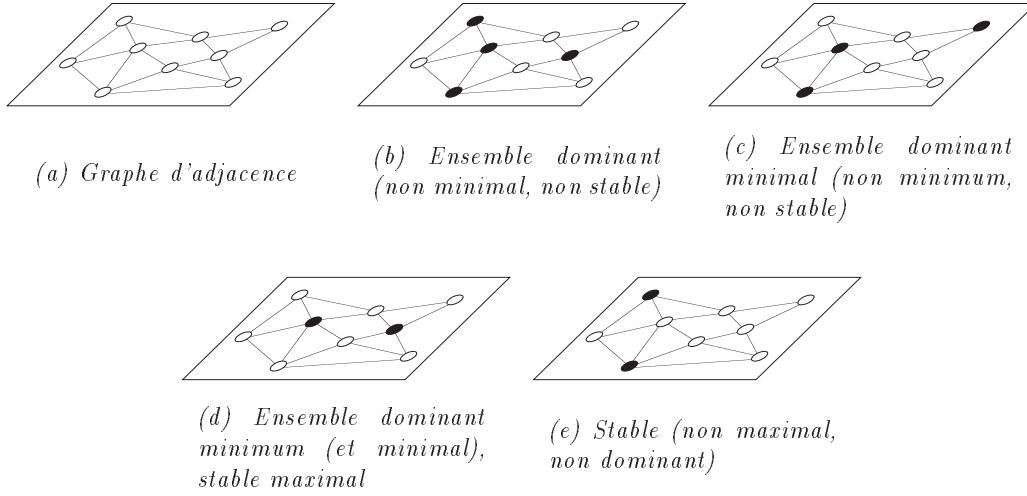 (a) Graphe d'adjacence
(b) Ensemble dominant
(non minimal, non stable)
(c) Ensemble dominant
minimal (non minimum,
non stable)
(d) Ensemble dominant
minimum (et minimal),
stable maximal
(e) Stable (non maximal,
non dominant)